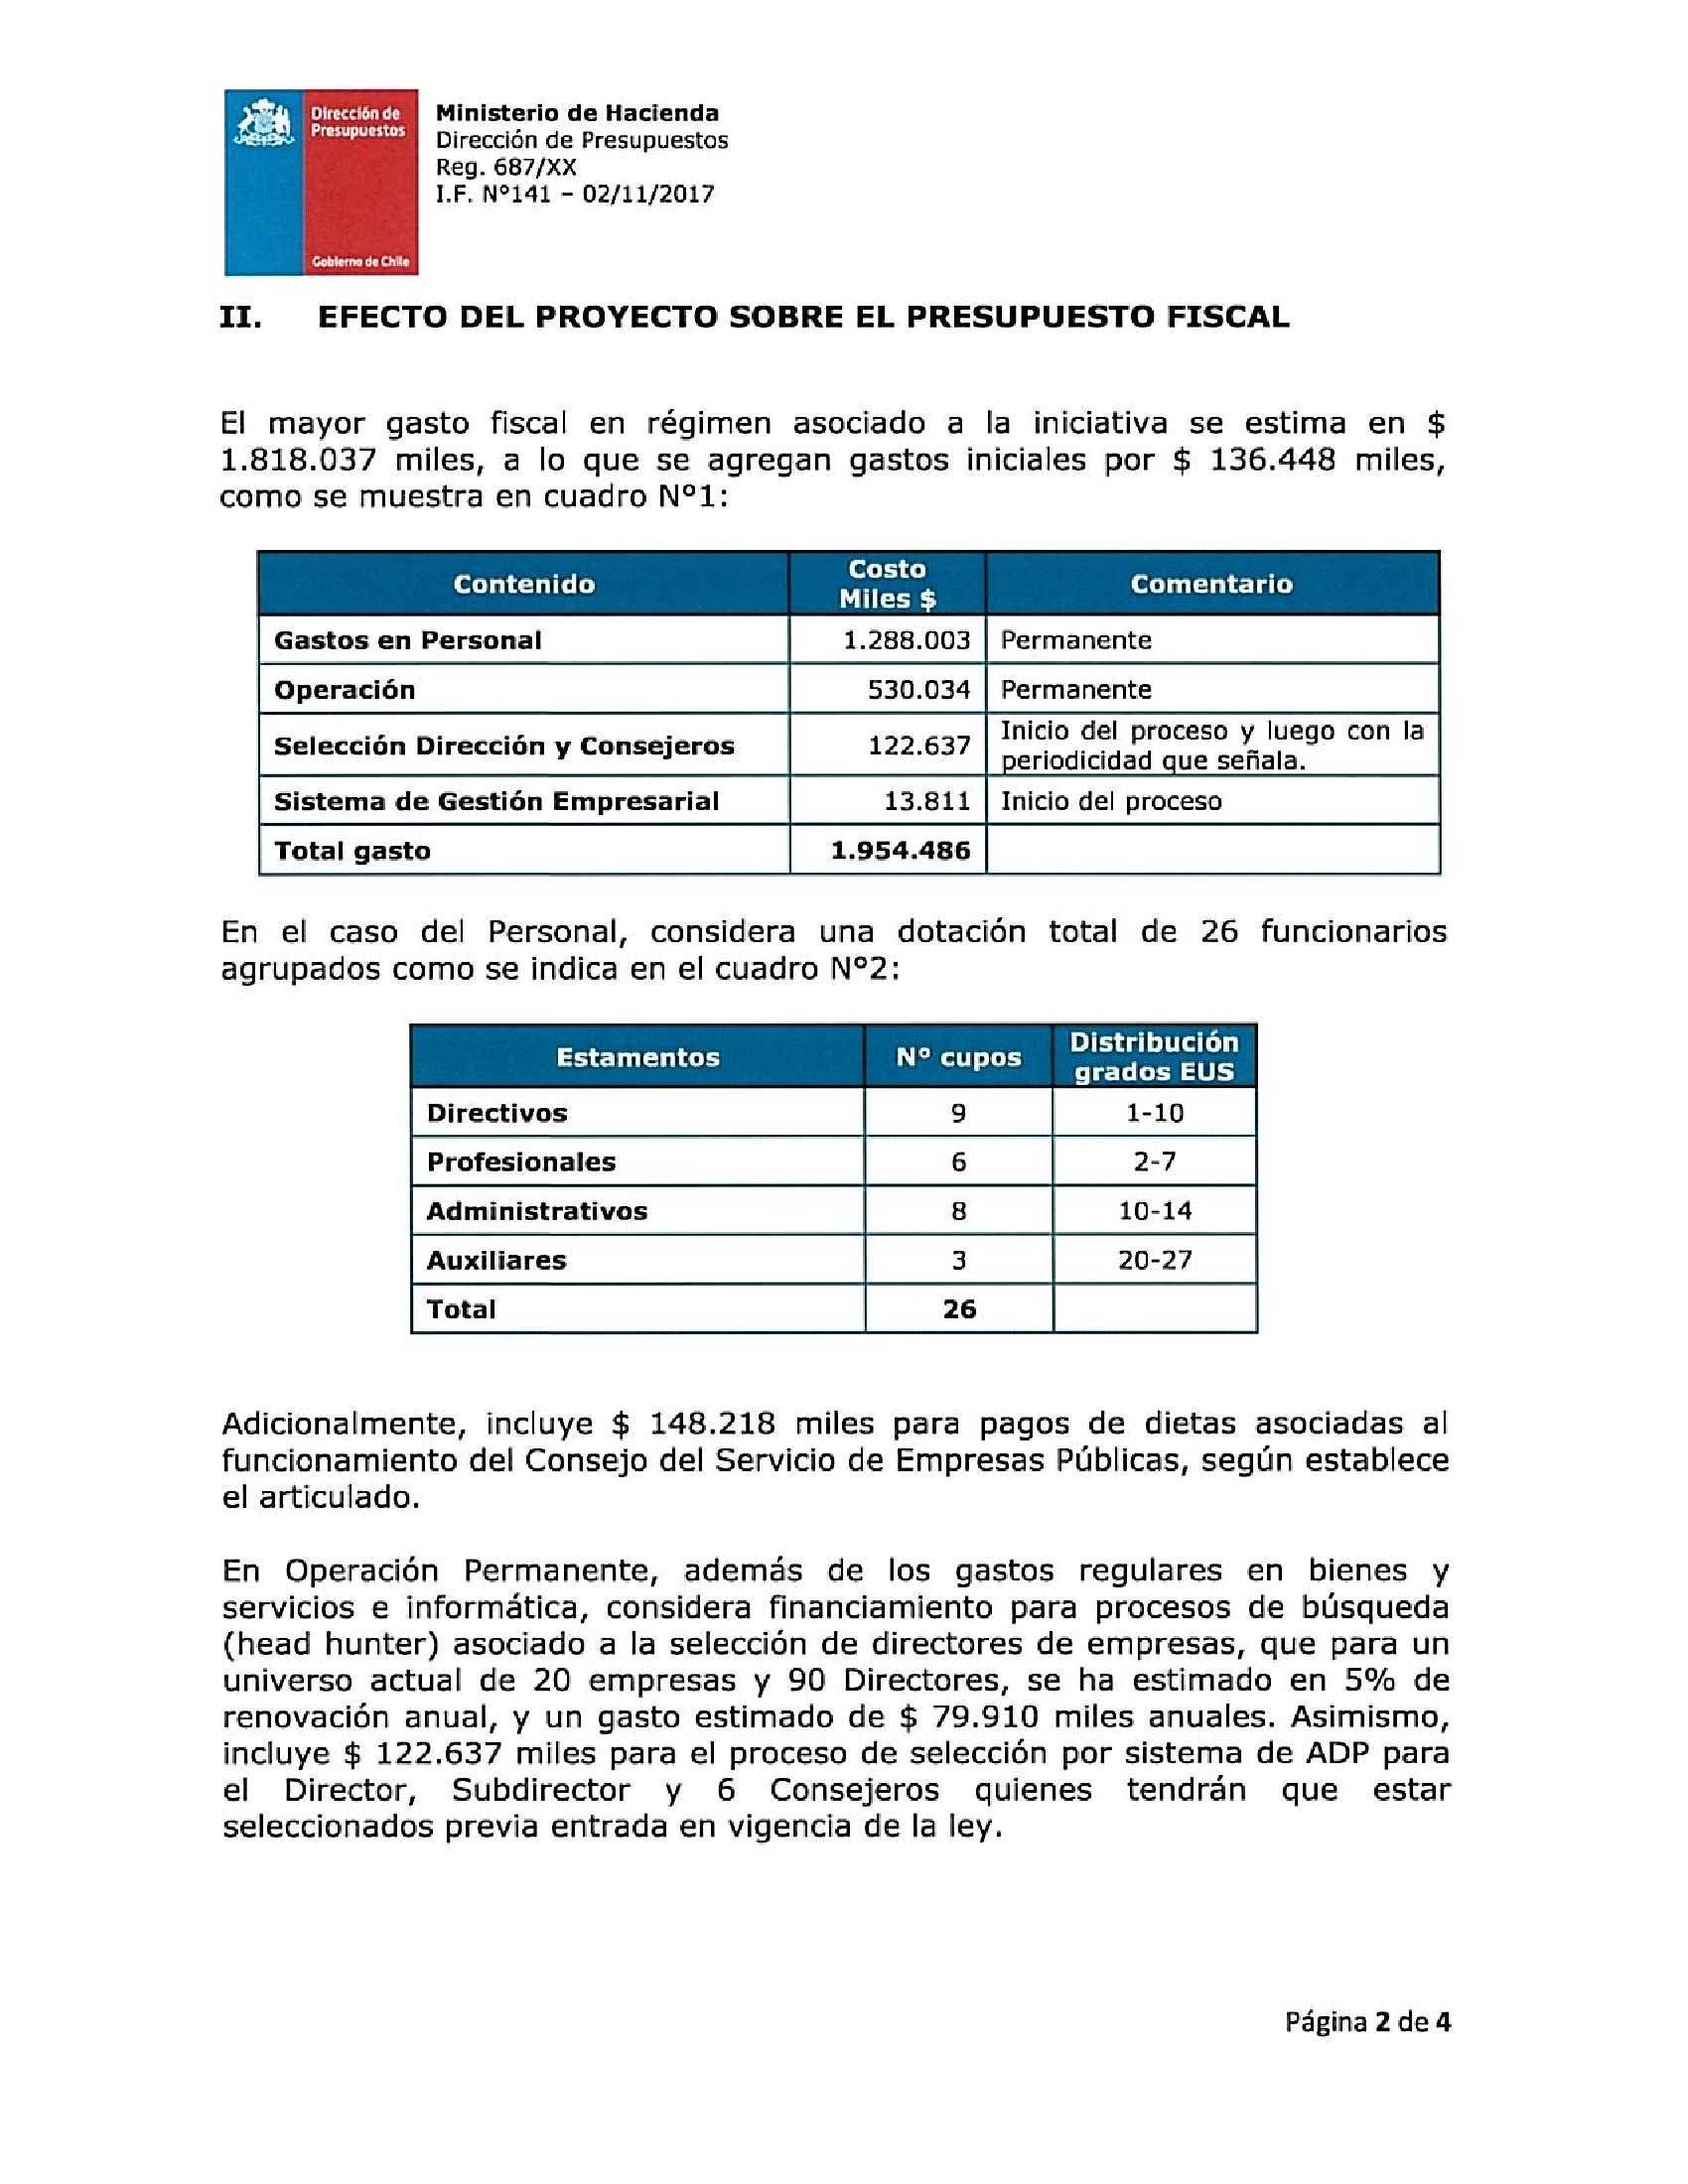 Dirección de
Presupuestos
Gobierno de Chile
Ministerio de Hacienda
Dirección de Presupuestos
Reg. 687/XX
I.F. N°141 – 02/11/2017
II. EFECTO DEL PROYECTO SOBRE EL PRESUPUESTO FISCAL
El mayor gasto fiscal en régimen asociado a la iniciativa se estima en $
1.818.037 miles, a lo que se agregan gastos iniciales por $ 136.448 miles,
como se muestra en cuadro N°1:
Contenido Costo Miles $ Comentario
Gastos en Personal 1.288.003 Permanente
Operación 530.034 Permanente
Selección Dirección y Consejeros 122.637 Inicio del proceso y luego con la
periodicidad que señala.
Sistema de Gestión Empresarial 13.811 Inicio del proceso
Total gasto 1.954.486
En el caso del Personal, considera una dotación total de 26 funcionarios
agrupados como se indica en el cuadro N°2:
Estamentos N° cupos Distribución grados EUS
Directivos 9 1-10
Profesionales 6 2-7
Administrativos 8 10-14
Auxiliares 3 20-27
Total 26
Adicionalmente, incluye $ 148.218 miles para pagos de dietas asociadas al
funcionamiento del Consejo del Servicio de Empresas Públicas, según establece
el articulado.
En Operación Permanente, además de los gastos regulares en bienes y
servicios e informática, considera financiamiento para procesos de búsqueda
(head hunter) asociado a la selección de directores de empresas, que para un
universo actual de 20 empresas y 90 Directores, se ha estimado en 5% de
renovación anual, y un gasto estimado de $ 79.910 miles anuales. Asimismo,
incluye $ 122.637 miles para el proceso de selección por sistema de ADP para
el Director, Subdirector y 6 Consejeros quienes tendrán que estar
seleccionados previa entrada en vigencia de la ley.
Página 2 de 4